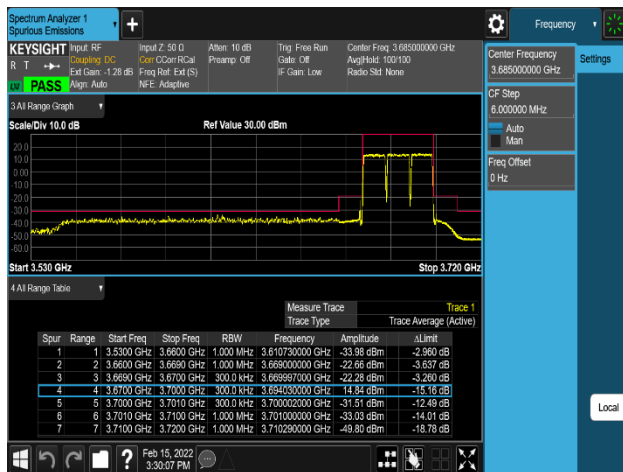 Spectrum Analyzer 1
Spurious Emissions
Frequency
KEYSIGHT Input: RF Input Z: 50 Ω Atten: 10 dB Trig: Free Run Center Freq: 3.685000000 GHz
R T Coupling: DC Corr CCorr RCal Preamp: Off Gate: Off Avg|Hold: 100/100
Ext Gain: -1.28 dB Freq Ref: Ext (S) IF Gain: Low Radio Std: None
LV PASS Align: Auto NFE: Adaptive
Center Frequency
3.685000000 GHz
Settings
CF Step
6.000000 MHz
Auto
Man
Freq Offset
0 Hz
3 All Range Graph
Scale/Div 10.0 dB Ref Value 30.00 dBm
20.0
10.0
0.00
-10.0
-20.0
-30.0
-40.0
-50.0
-60.0
Start 3.530 GHz Stop 3.720 GHz
4 All Range Table
Measure Trace Trace 1
Trace Type Trace Average (Active)
Spur Range Start Freq Stop Freq RBW Frequency Amplitude ΔLimit
1 1 3.5300 GHz 3.6600 GHz 1.000 MHz 3.610730000 GHz -33.98 dBm -2.960 dB
2 2 3.6600 GHz 3.6690 GHz 1.000 MHz 3.669000000 GHz -22.66 dBm -3.637 dB
3 3 3.6690 GHz 3.6700 GHz 300.0 kHz 3.669997000 GHz -22.28 dBm -3.260 dB
4 4 3.6700 GHz 3.7000 GHz 300.0 kHz 3.694030000 GHz 14.84 dBm -15.16 dB
5 5 3.7000 GHz 3.7010 GHz 300.0 kHz 3.700002000 GHz -31.51 dBm -12.49 dB
6 6 3.7010 GHz 3.7100 GHz 1.000 MHz 3.701000000 GHz -33.03 dBm -14.01 dB
7 7 3.7100 GHz 3.7200 GHz 1.000 MHz 3.710290000 GHz -49.80 dBm -18.78 dB
Local
Feb 15, 2022
3:30:07 PM